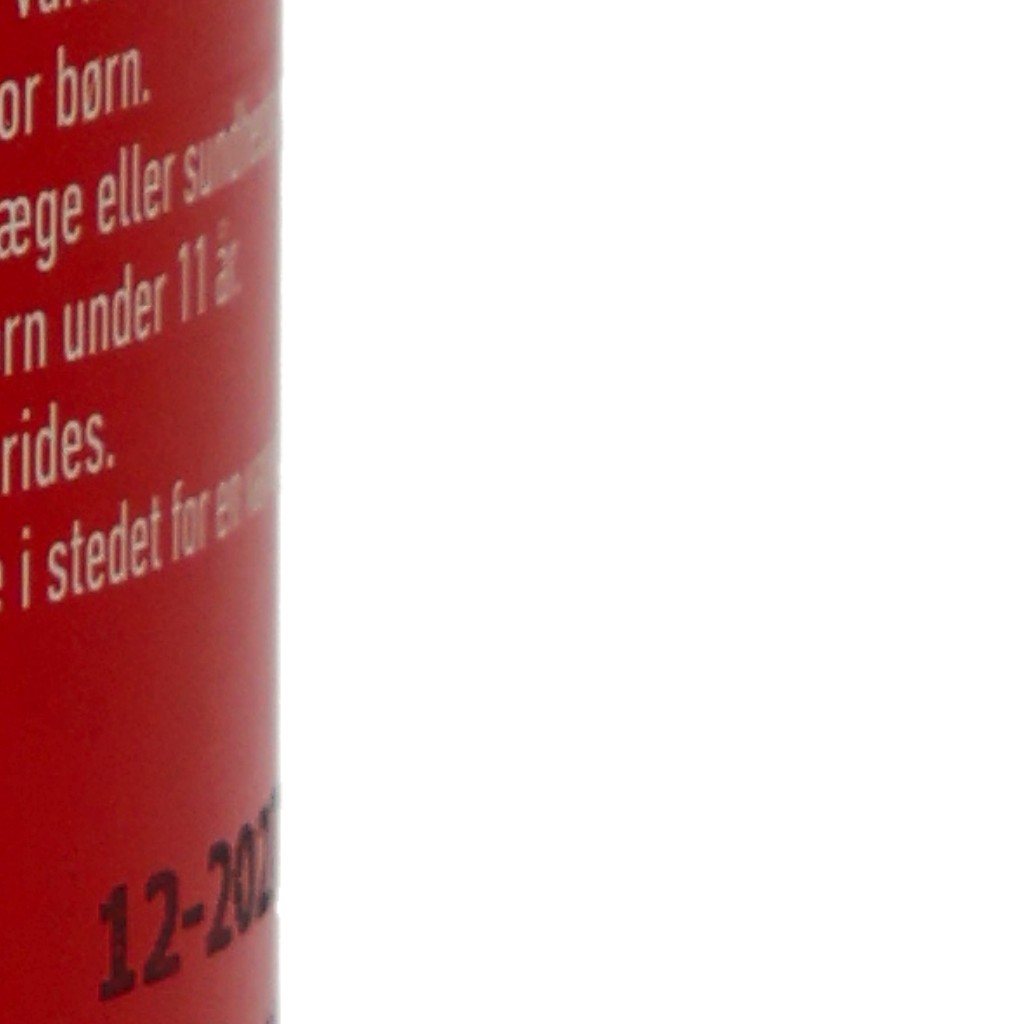 or børn.
æge eller
rn under 11 år.
rides.
i stedet for en
12-202